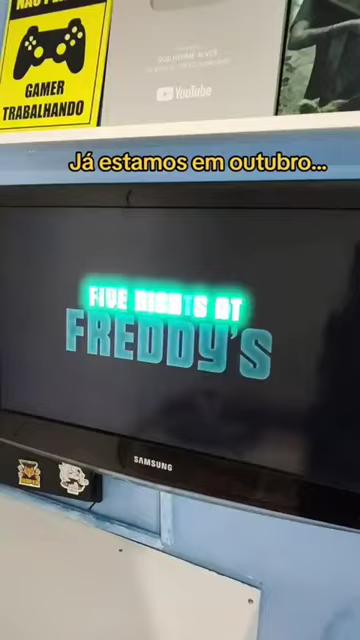 GAMER
TRABALHANDO
YouTube
Já estamos em outubro...
FIVE NIGHTS AT
FREDDY'S
SAMSUNG